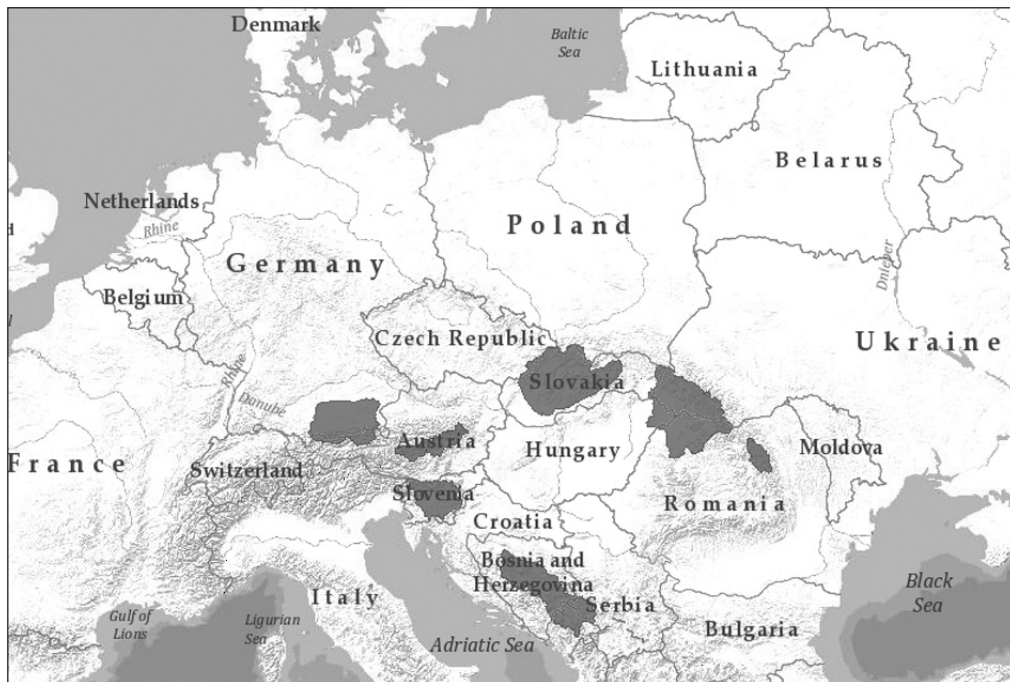 Denmark
Baltic
Sea
Lithuania
Belarus
Netherlands
Rhine
Poland
Dnieper
Germany
Belgium
Czech Republic
Ukraine
Rhine
Slovakia
Danube
Austria
Hungary
Moldova
France
Switzerland
Slovenia
Romania
Croatia
Bosnia and
Herzegovina
Serbia
Italy
Black
Sea
Gulf of
Lions
Ligurian
Sea
Adriatic Sea
Bulgaria